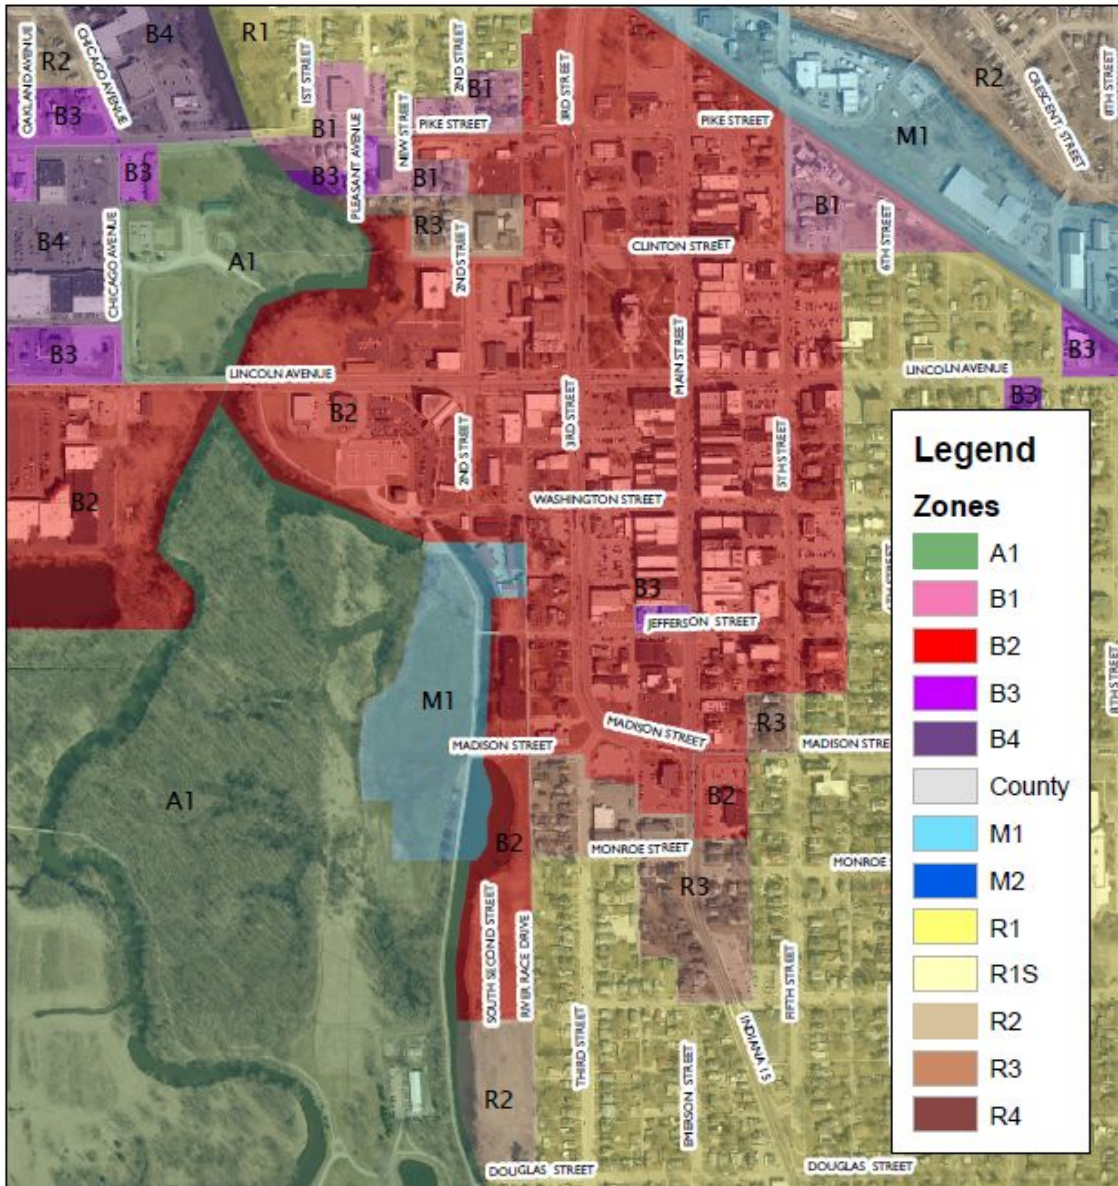 OAKLAND AVENUE
R2
CHICAGO AVENUE
B4
R1
1ST STREET
2ND STREET
B1
3RD STREET
R2
CRESCENT STREET
8TH STREET
B3
B1
NEW STREET
PIKE STREET
PIKE STREET
M1
PLEASANT AVENUE
B3
B3
B1
B1
B4
CHICAGO AVENUE
A1
R3
2ND STREET
CLINTON STREET
6TH STREET
B3
LINCOLN AVENUE
MAIN STREET
LINCOLN AVENUE
B3
B3
B2
2ND STREET
3RD STREET
5TH STREET
B2
WASHINGTON STREET
B3
JEFFERSON STREET
M1
MADISON STREET
MADISON STREET
R3
MADISON STREE
8TH STREET
A1
B2
B2
MONROE STREET
MONROE S
R3
SOUTH SECOND STREET
RIVER RACE DRIVE
THIRD STREET
EMERSON STREET
INDIANA 15
FIFTH STREET
R2
DOUGLAS STREET
DOUGLAS STREET
Legend
Zones
A1
B1
B2
B3
B4
County
M1
M2
R1
R1S
R2
R3
R4